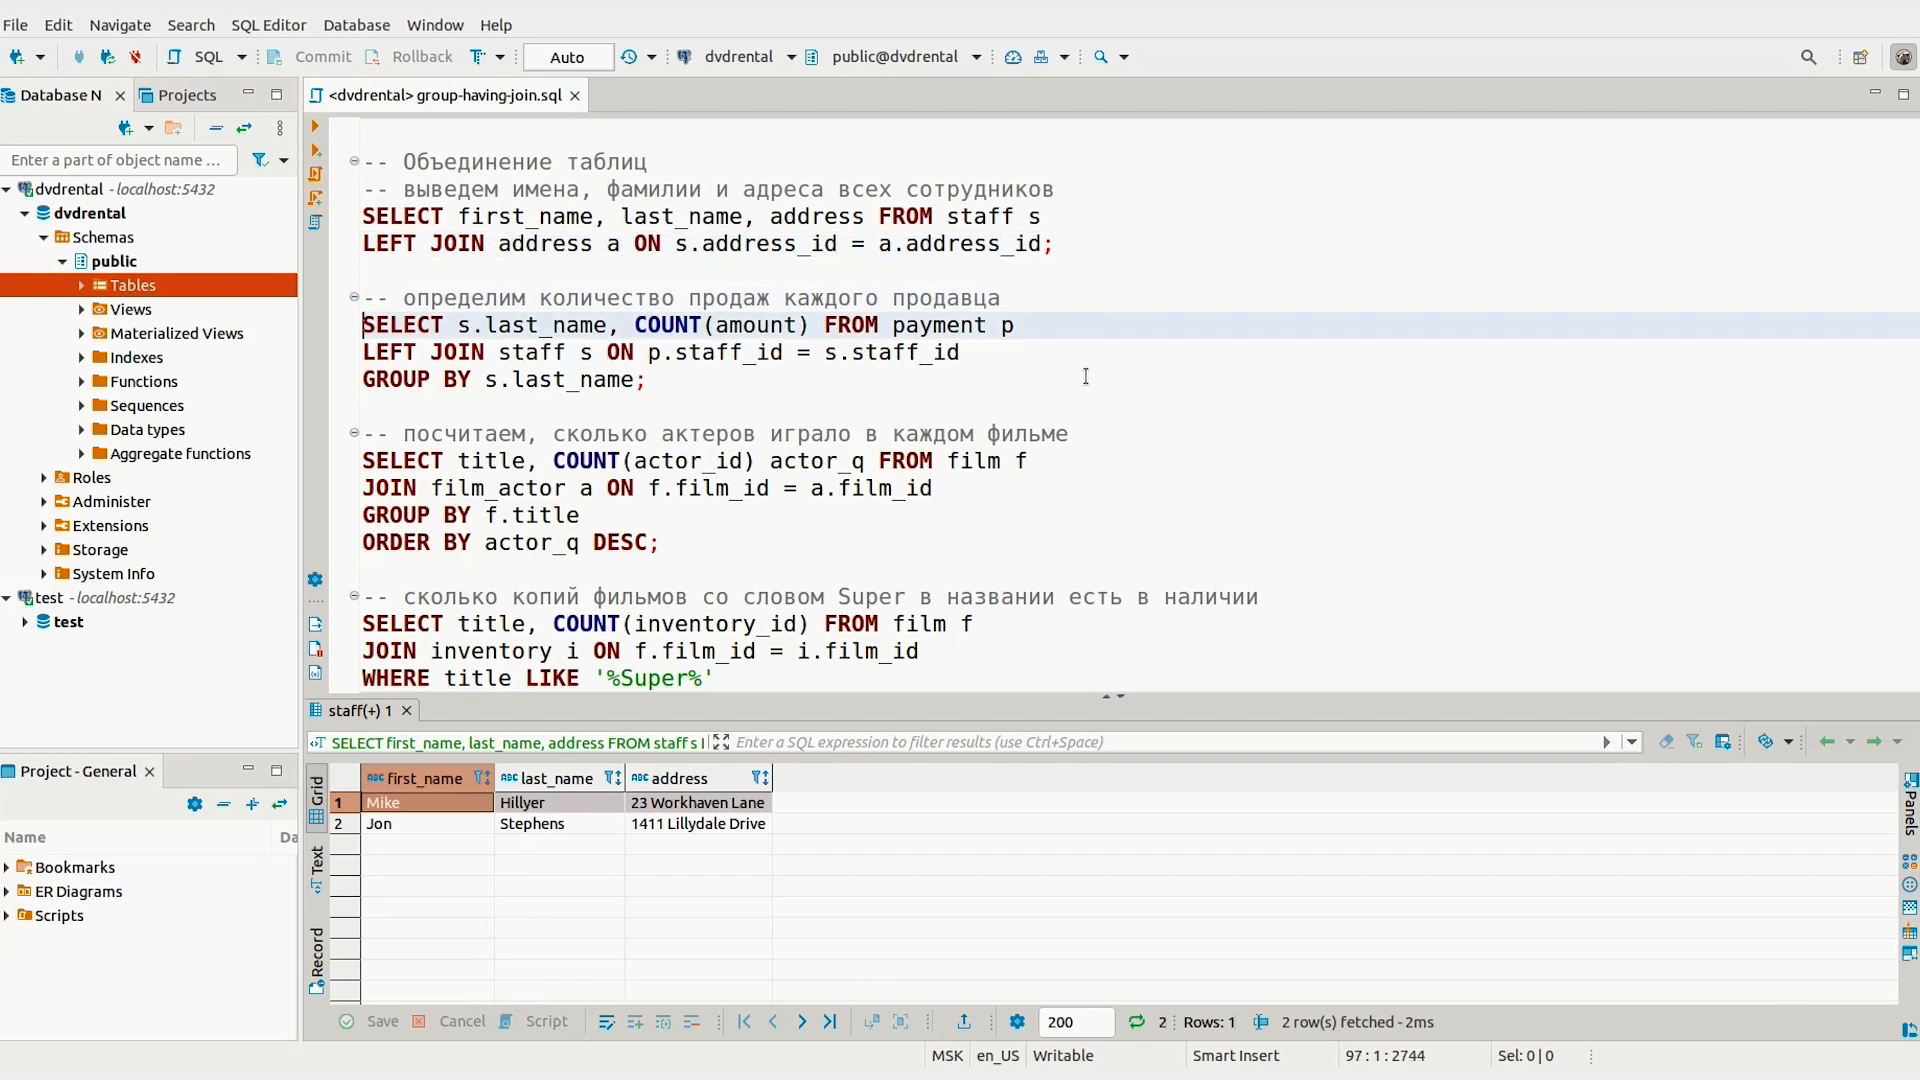 File Edit Navigate Search SQL Editor Database Window Help
SQL Commit Rollback Auto dvdrental public@dvdrental
Database N Projects
<dvdrental> group-having-join.sql
Enter a part of object name ...
dvdrental - localhost:5432
dvdrental
Schemas
public
Tables
Views
Materialized Views
Indexes
Functions
Sequences
Data types
Aggregate functions
Roles
Administer
Extensions
Storage
System Info
test - localhost:5432
test
-- Объединение таблиц
-- выведем имена, фамилии и адреса всех сотрудников
SELECT first_name, last_name, address FROM staff s
LEFT JOIN address a ON s.address_id = a.address_id;
-- определим количество продаж каждого продавца
SELECT s.last_name, COUNT(amount) FROM payment p
LEFT JOIN staff s ON p.staff_id = s.staff_id
GROUP BY s.last_name;
-- посчитаем, сколько актеров играло в каждом фильме
SELECT title, COUNT(actor_id) actor_q FROM film f
JOIN film_actor a ON f.film_id = a.film_id
GROUP BY f.title
ORDER BY actor_q DESC;
-- сколько копий фильмов со словом Super в названии есть в наличии
SELECT title, COUNT(inventory_id) FROM film f
JOIN inventory i ON f.film_id = i.film_id
WHERE title LIKE '%Super%'
Project - General
Name Da
Bookmarks
ER Diagrams
Scripts
staff(+) 1
SELECT first_name, last_name, address FROM staff s l
Enter a SQL expression to filter results (use Ctrl+Space)
Grid
Text
Record
Panels
first_name last_name address
1 Mike Hillyer 23 Workhaven Lane
2 Jon Stephens 1411 Lillydale Drive
Save Cancel Script 200 2 Rows: 1 2 row(s) fetched - 2ms
MSK en_US Writable Smart Insert 97 : 1 : 2744 Sel: 0 | 0